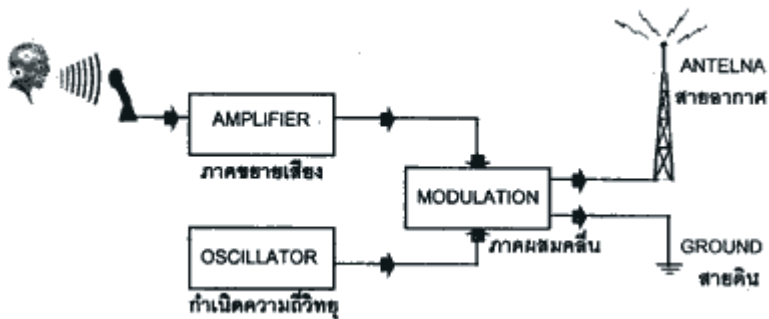 ANTELNA
สายอากาศ
AMPLIFIER
ภาคขยายเสียง
MODULATION
ภาคผสมคลื่น
OSCILLATOR
กำเนิดความถี่วิทยุ
GROUND
สายดิน